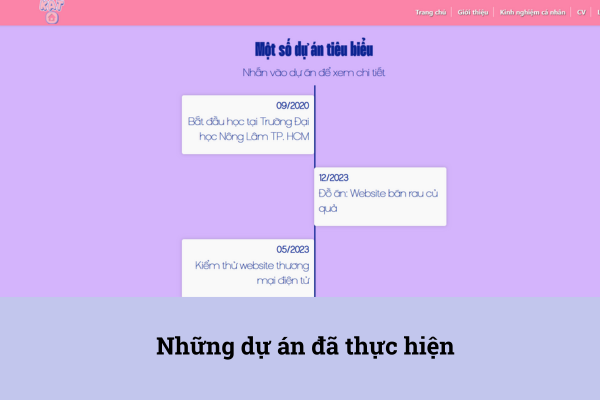 KAT
Trang chủ Giới thiệu Kinh nghiệm cá nhân CV
Một số dự án tiêu biểu
Nhấn vào dự án để xem chi tiết
09/2020
Bắt đầu học tại Trường Đại
học Nông Lâm TP. HCM
12/2023
Đồ án: Website bán rau củ
quả
05/2023
Kiểm thử website thương
mại điện tử
Những dự án đã thực hiện